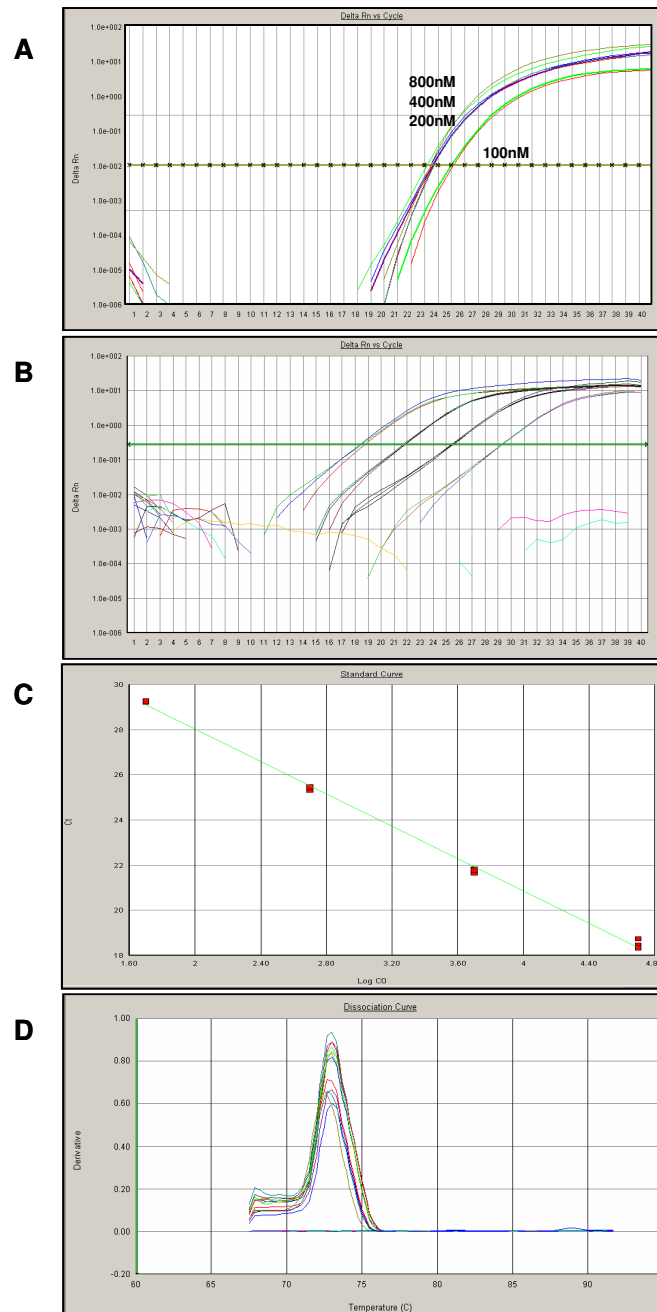 A
Delta Rn vs Cycle
1.0e+002
1.0e+001
1.0e+000
1.0e-001
1.0e-002
1.0e-003
1.0e-004
1.0e-005
1.0e-006
Delta Rn
800nM
400nM
200nM
100nM
1 2 3 4 5 6 7 8 9 10 11 12 13 14 15 16 17 18 19 20 21 22 23 24 25 26 27 28 29 30 31 32 33 34 35 36 37 38 39 40
B
Delta Rn vs Cycle
1.0e+002
1.0e+001
1.0e+000
1.0e-001
1.0e-002
1.0e-003
1.0e-004
1.0e-005
1.0e-006
Delta Rn
1 2 3 4 5 6 7 8 9 10 11 12 13 14 15 16 17 18 19 20 21 22 23 24 25 26 27 28 29 30 31 32 33 34 35 36 37 38 39 40
C
Standard Curve
30
28
26
24
22
20
18
Ct
1.60 2.00 2.40 2.80 3.20 3.60 4.00 4.40 4.8
Log C0
D
Dissociation Curve
1.00
0.80
0.60
0.40
0.20
0.00
-0.20
Derivative
60 65 70 75 80 85 90
Temperature (C)